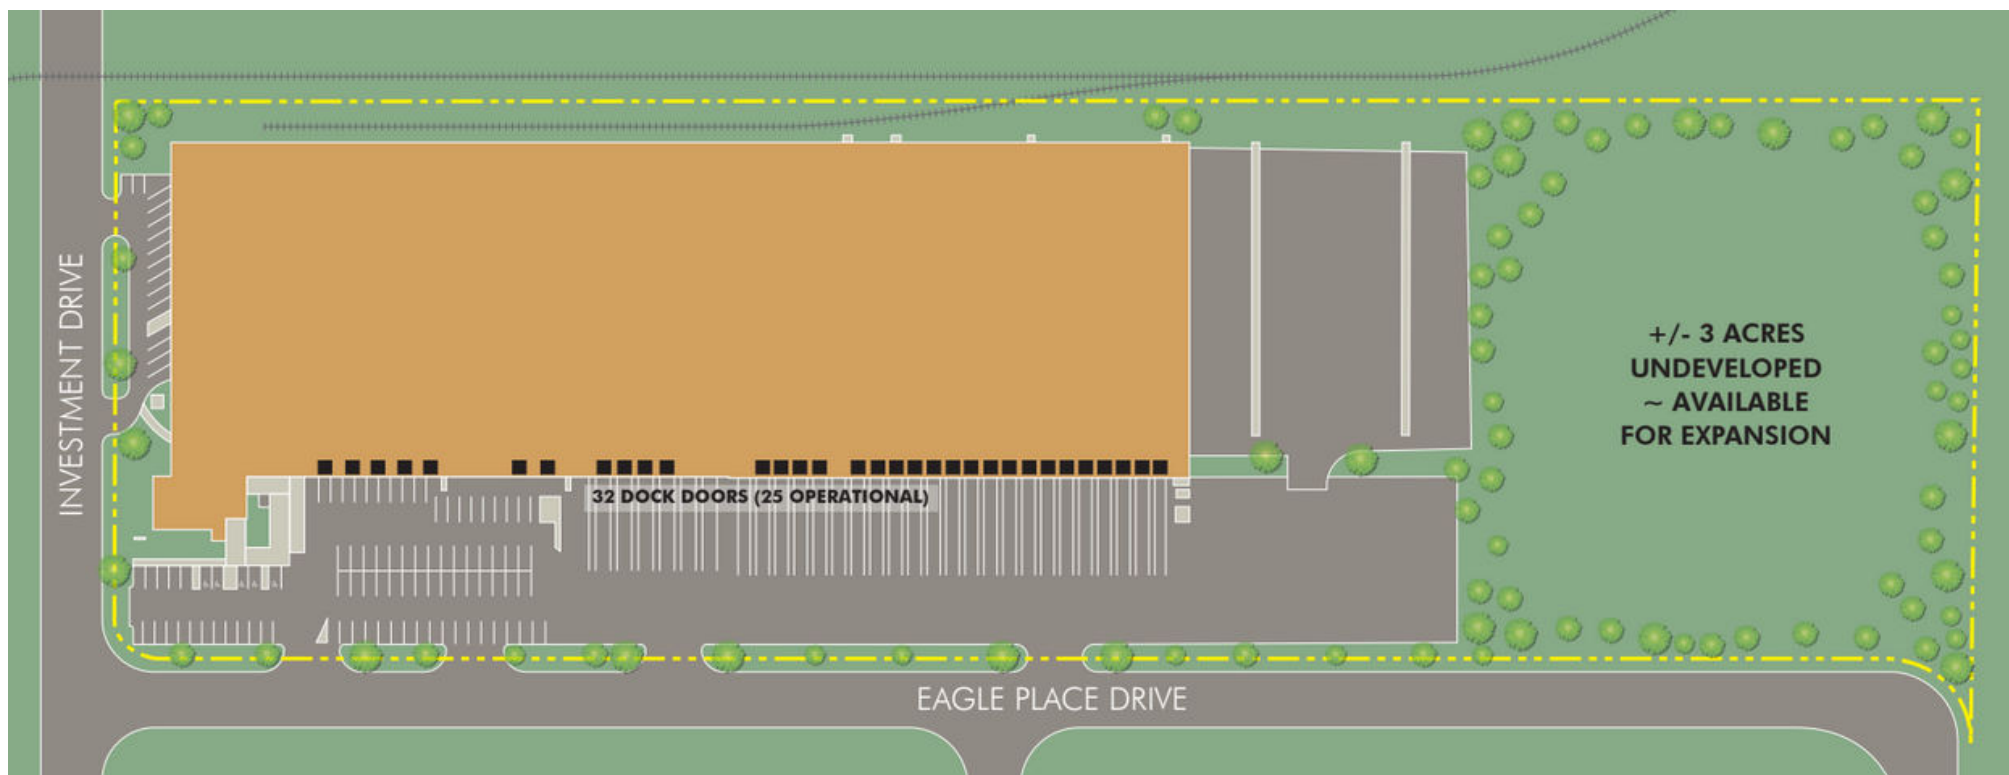 INVESTMENT DRIVE
32 DOCK DOORS (25 OPERATIONAL)
+/- 3 ACRES
UNDEVELOPED
~ AVAILABLE
FOR EXPANSION
EAGLE PLACE DRIVE